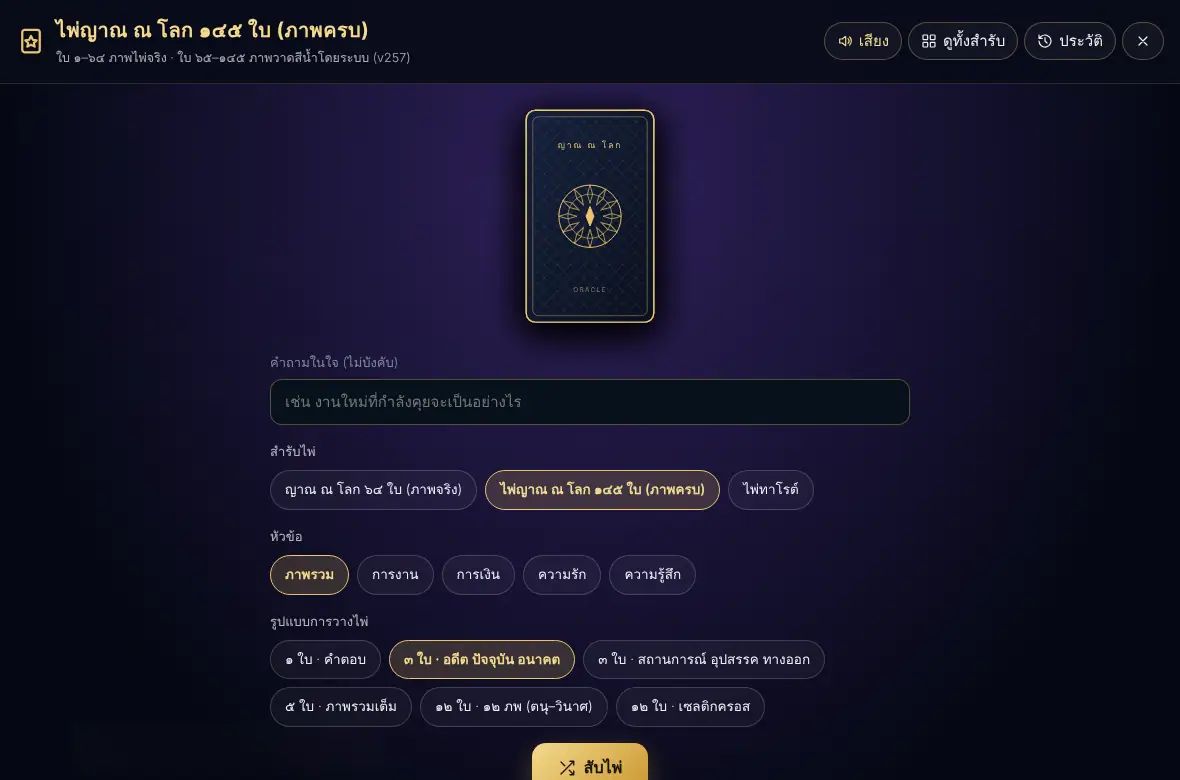 ไพ่ญาณ ณ โลก ๑๔๕ ใบ (ภาพครบ)
ใบ ๑–๖๔ ภาพไพ่จริง · ใบ ๖๕–๑๔๕ ภาพวาดสีน้ำโดยระบบ (v257)
เสียง
ดูทั้งสำรับ
ประวัติ
ญาณ ณ โลก
ORACLE
คำถามในใจ (ไม่บังคับ)
เช่น งานใหม่ที่กำลังคุยจะเป็นอย่างไร
สำรับไพ่
ญาณ ณ โลก ๖๔ ใบ (ภาพจริง)
ไพ่ญาณ ณ โลก ๑๔๕ ใบ (ภาพครบ)
ไพ่ทาโรต์
หัวข้อ
ภาพรวม
การงาน
การเงิน
ความรัก
ความรู้สึก
รูปแบบการวางไพ่
๑ ใบ · คำตอบ
๓ ใบ · อดีต ปัจจุบัน อนาคต
๓ ใบ · สถานการณ์ อุปสรรค ทางออก
๕ ใบ · ภาพรวมเต็ม
๑๒ ใบ · ๑๒ ภพ (ตนุ–วินาศ)
๑๒ ใบ · เซลติกครอส
สับไพ่